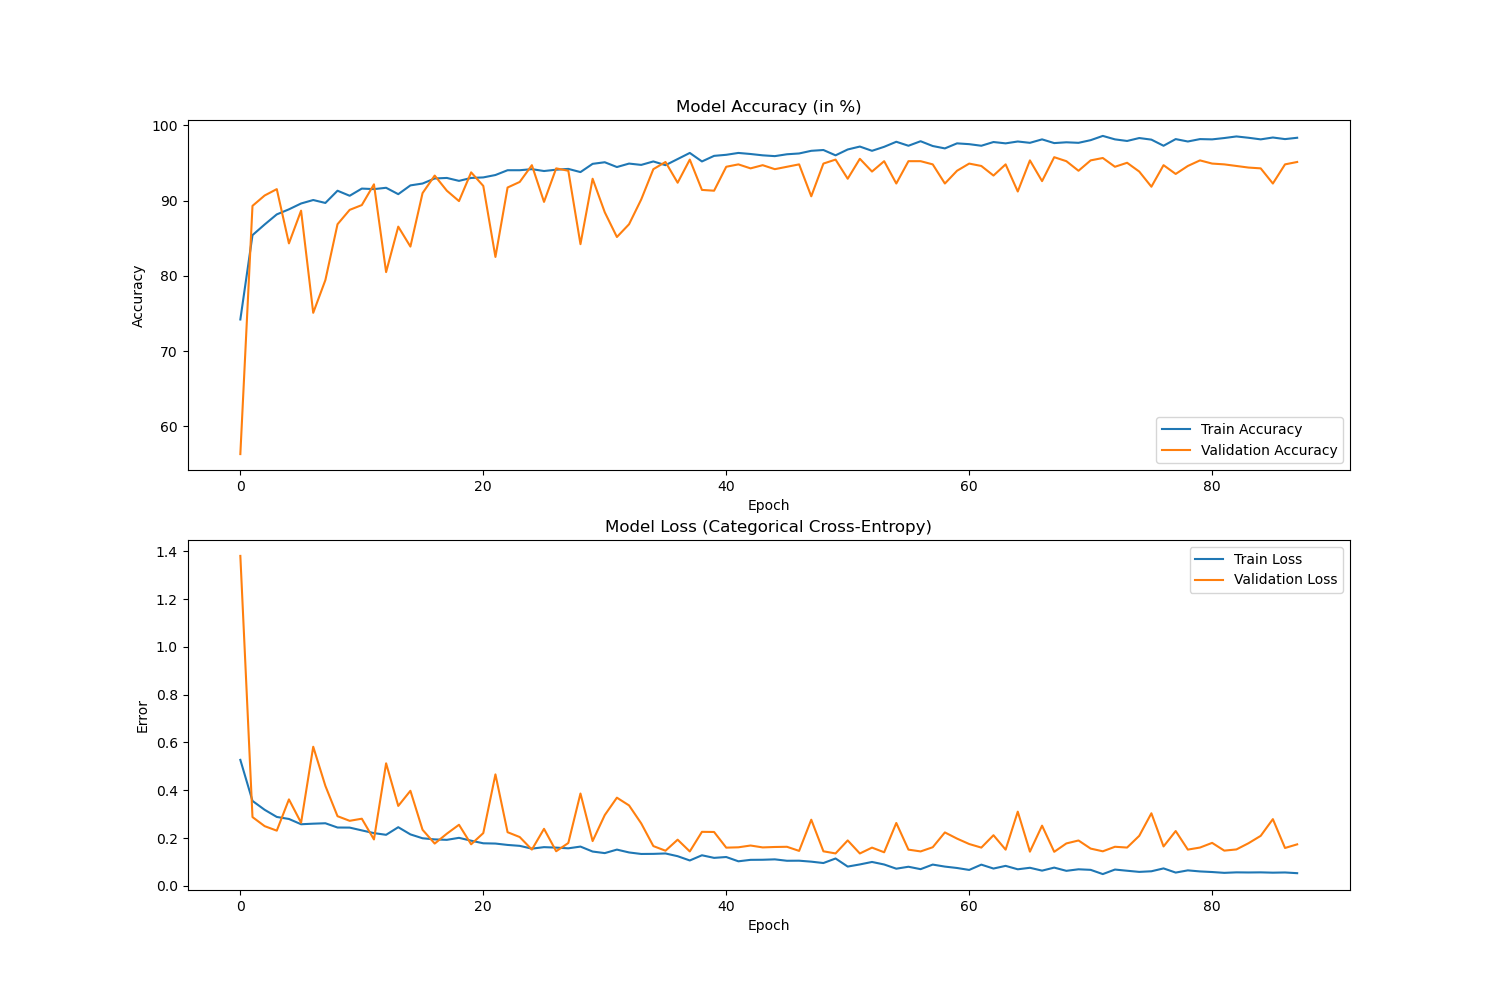 Model Accuracy (in %)
100
90
80
70
60
Accuracy
Train Accuracy
Validation Accuracy
0 20 40 60 80
Epoch
Model Loss (Categorical Cross-Entropy)
1.4
1.2
1.0
0.8
0.6
0.4
0.2
0.0
Error
Train Loss
Validation Loss
0 20 40 60 80
Epoch